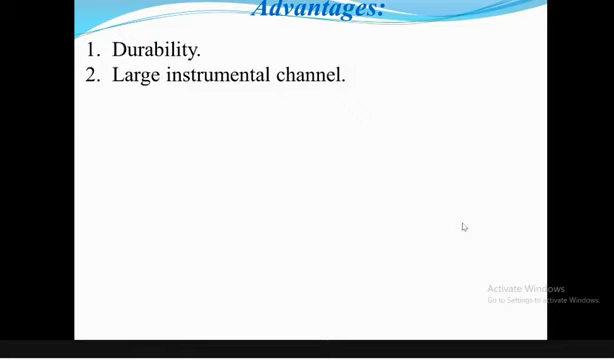 Advantages:
1. Durability.
2. Large instrumental channel.
Activate Windows
Go to Settings to activate Windows.